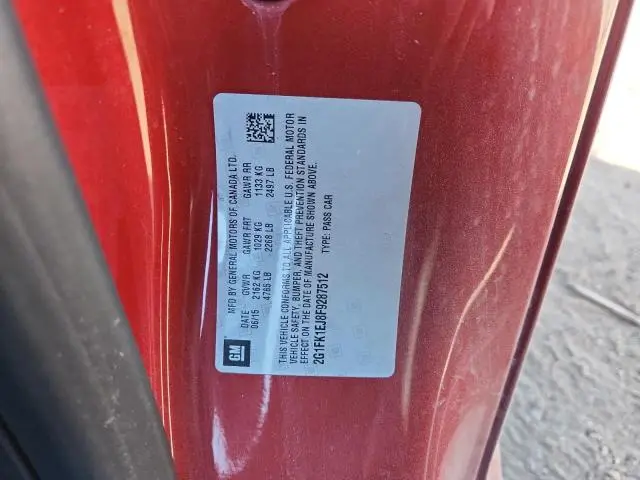 MFD BY GENERAL MOTORS OF CANADA LTD.
DATE GVWR GAWR FRT GAWR RR
06/15 2162 KG 1029 KG 1133 KG
4766 LB 2268 LB 2497 LB
GM
THIS VEHICLE CONFORMS TO ALL APPLICABLE U.S. FEDERAL MOTOR
VEHICLE SAFETY, BUMPER, AND THEFT PREVENTION STANDARDS IN
EFFECT ON THE DATE OF MANUFACTURE SHOWN ABOVE.
2G1FK1EJ8F9287512 TYPE: PASS CAR